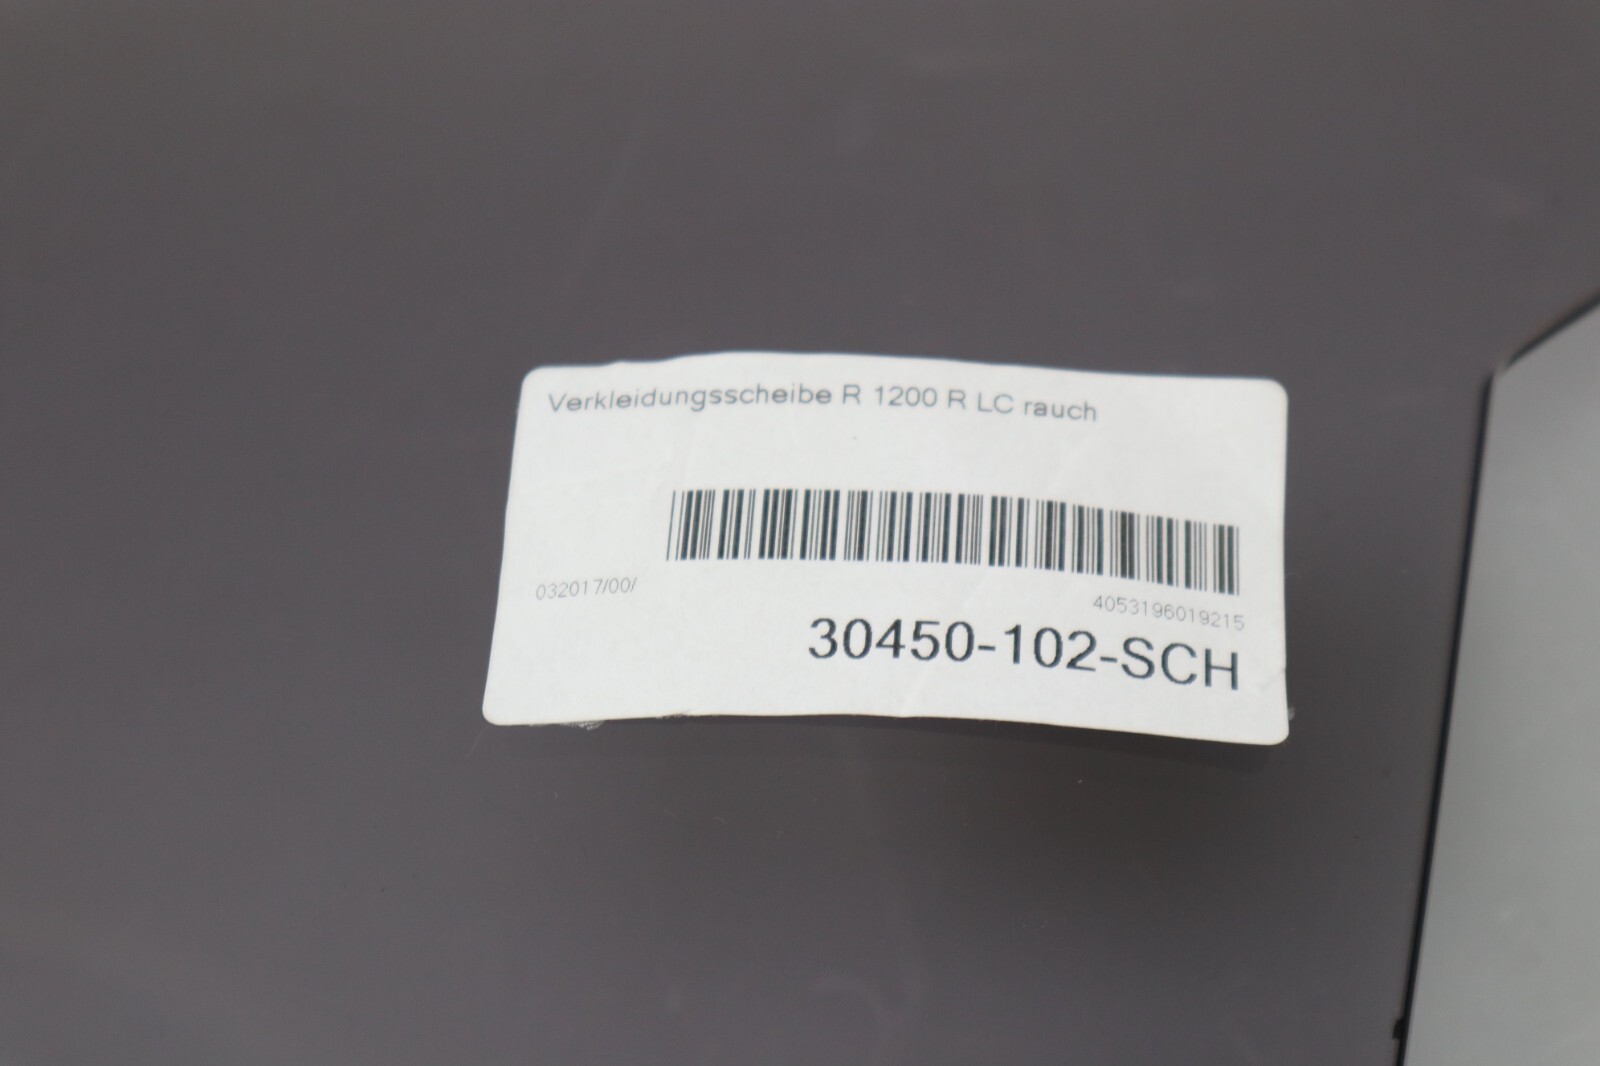 Verkleidungsscheibe R 1200 R LC rauch
032017/00/
4053196019215
30450-102-SCH